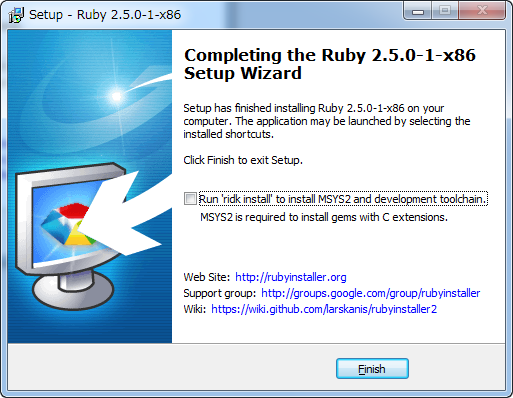 Setup - Ruby 2.5.0-1-x86
Completing the Ruby 2.5.0-1-x86
Setup Wizard
Setup has finished installing Ruby 2.5.0-1-x86 on your
computer. The application may be launched by selecting the
installed shortcuts.
Click Finish to exit Setup.
Run 'ridk install' to install MSYS2 and development toolchain.
MSYS2 is required to install gems with C extensions.
Web Site: http://rubyinstaller.org
Support group: http://groups.google.com/group/rubyinstaller
Wiki: https://wiki.github.com/larskanis/rubyinstaller2
Finish